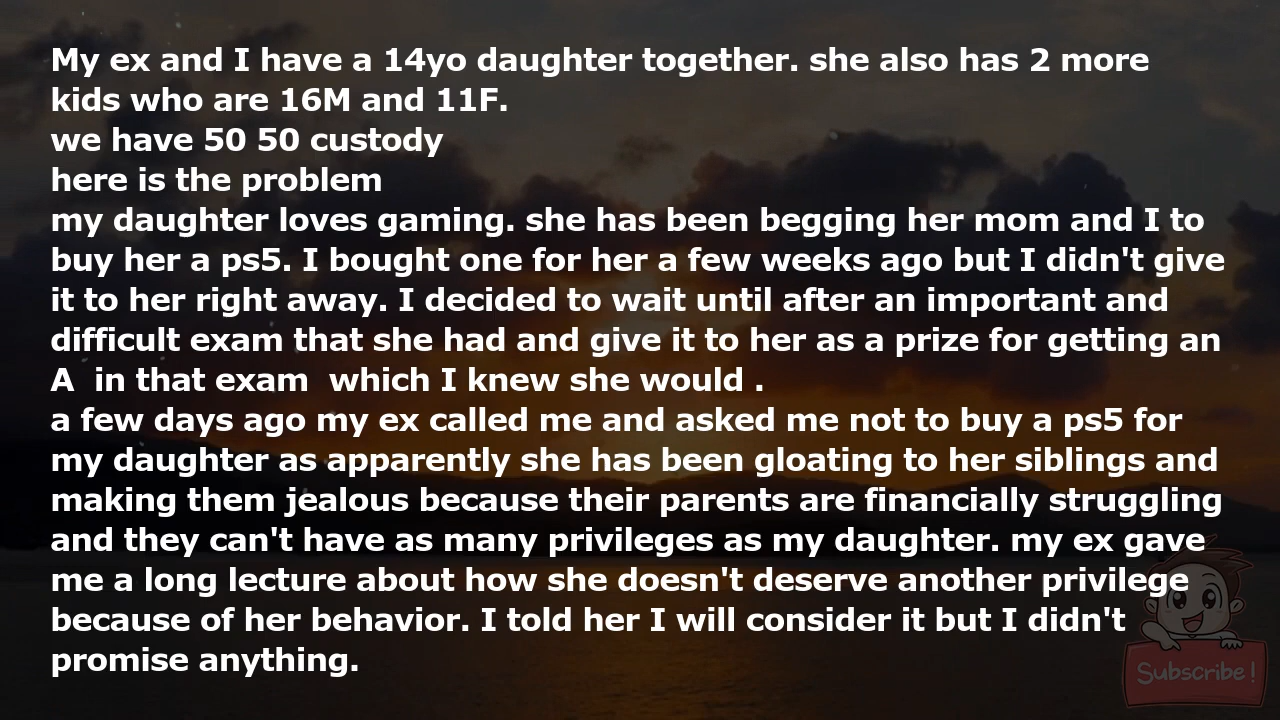 My ex and I have a 14yo daughter together. she also has 2 more
kids who are 16M and 11F.
we have 50 50 custody
here is the problem
my daughter loves gaming. she has been begging her mom and I to
buy her a ps5. I bought one for her a few weeks ago but I didn't give
it to her right away. I decided to wait until after an important and
difficult exam that she had and give it to her as a prize for getting an
A  in that exam  which I knew she would .
a few days ago my ex called me and asked me not to buy a ps5 for
my daughter as apparently she has been gloating to her siblings and
making them jealous because their parents are financially struggling
and they can't have as many privileges as my daughter. my ex gave
me a long lecture about how she doesn't deserve another privilege
because of her behavior. I told her I will consider it but I didn't
promise anything.
Subscribe!